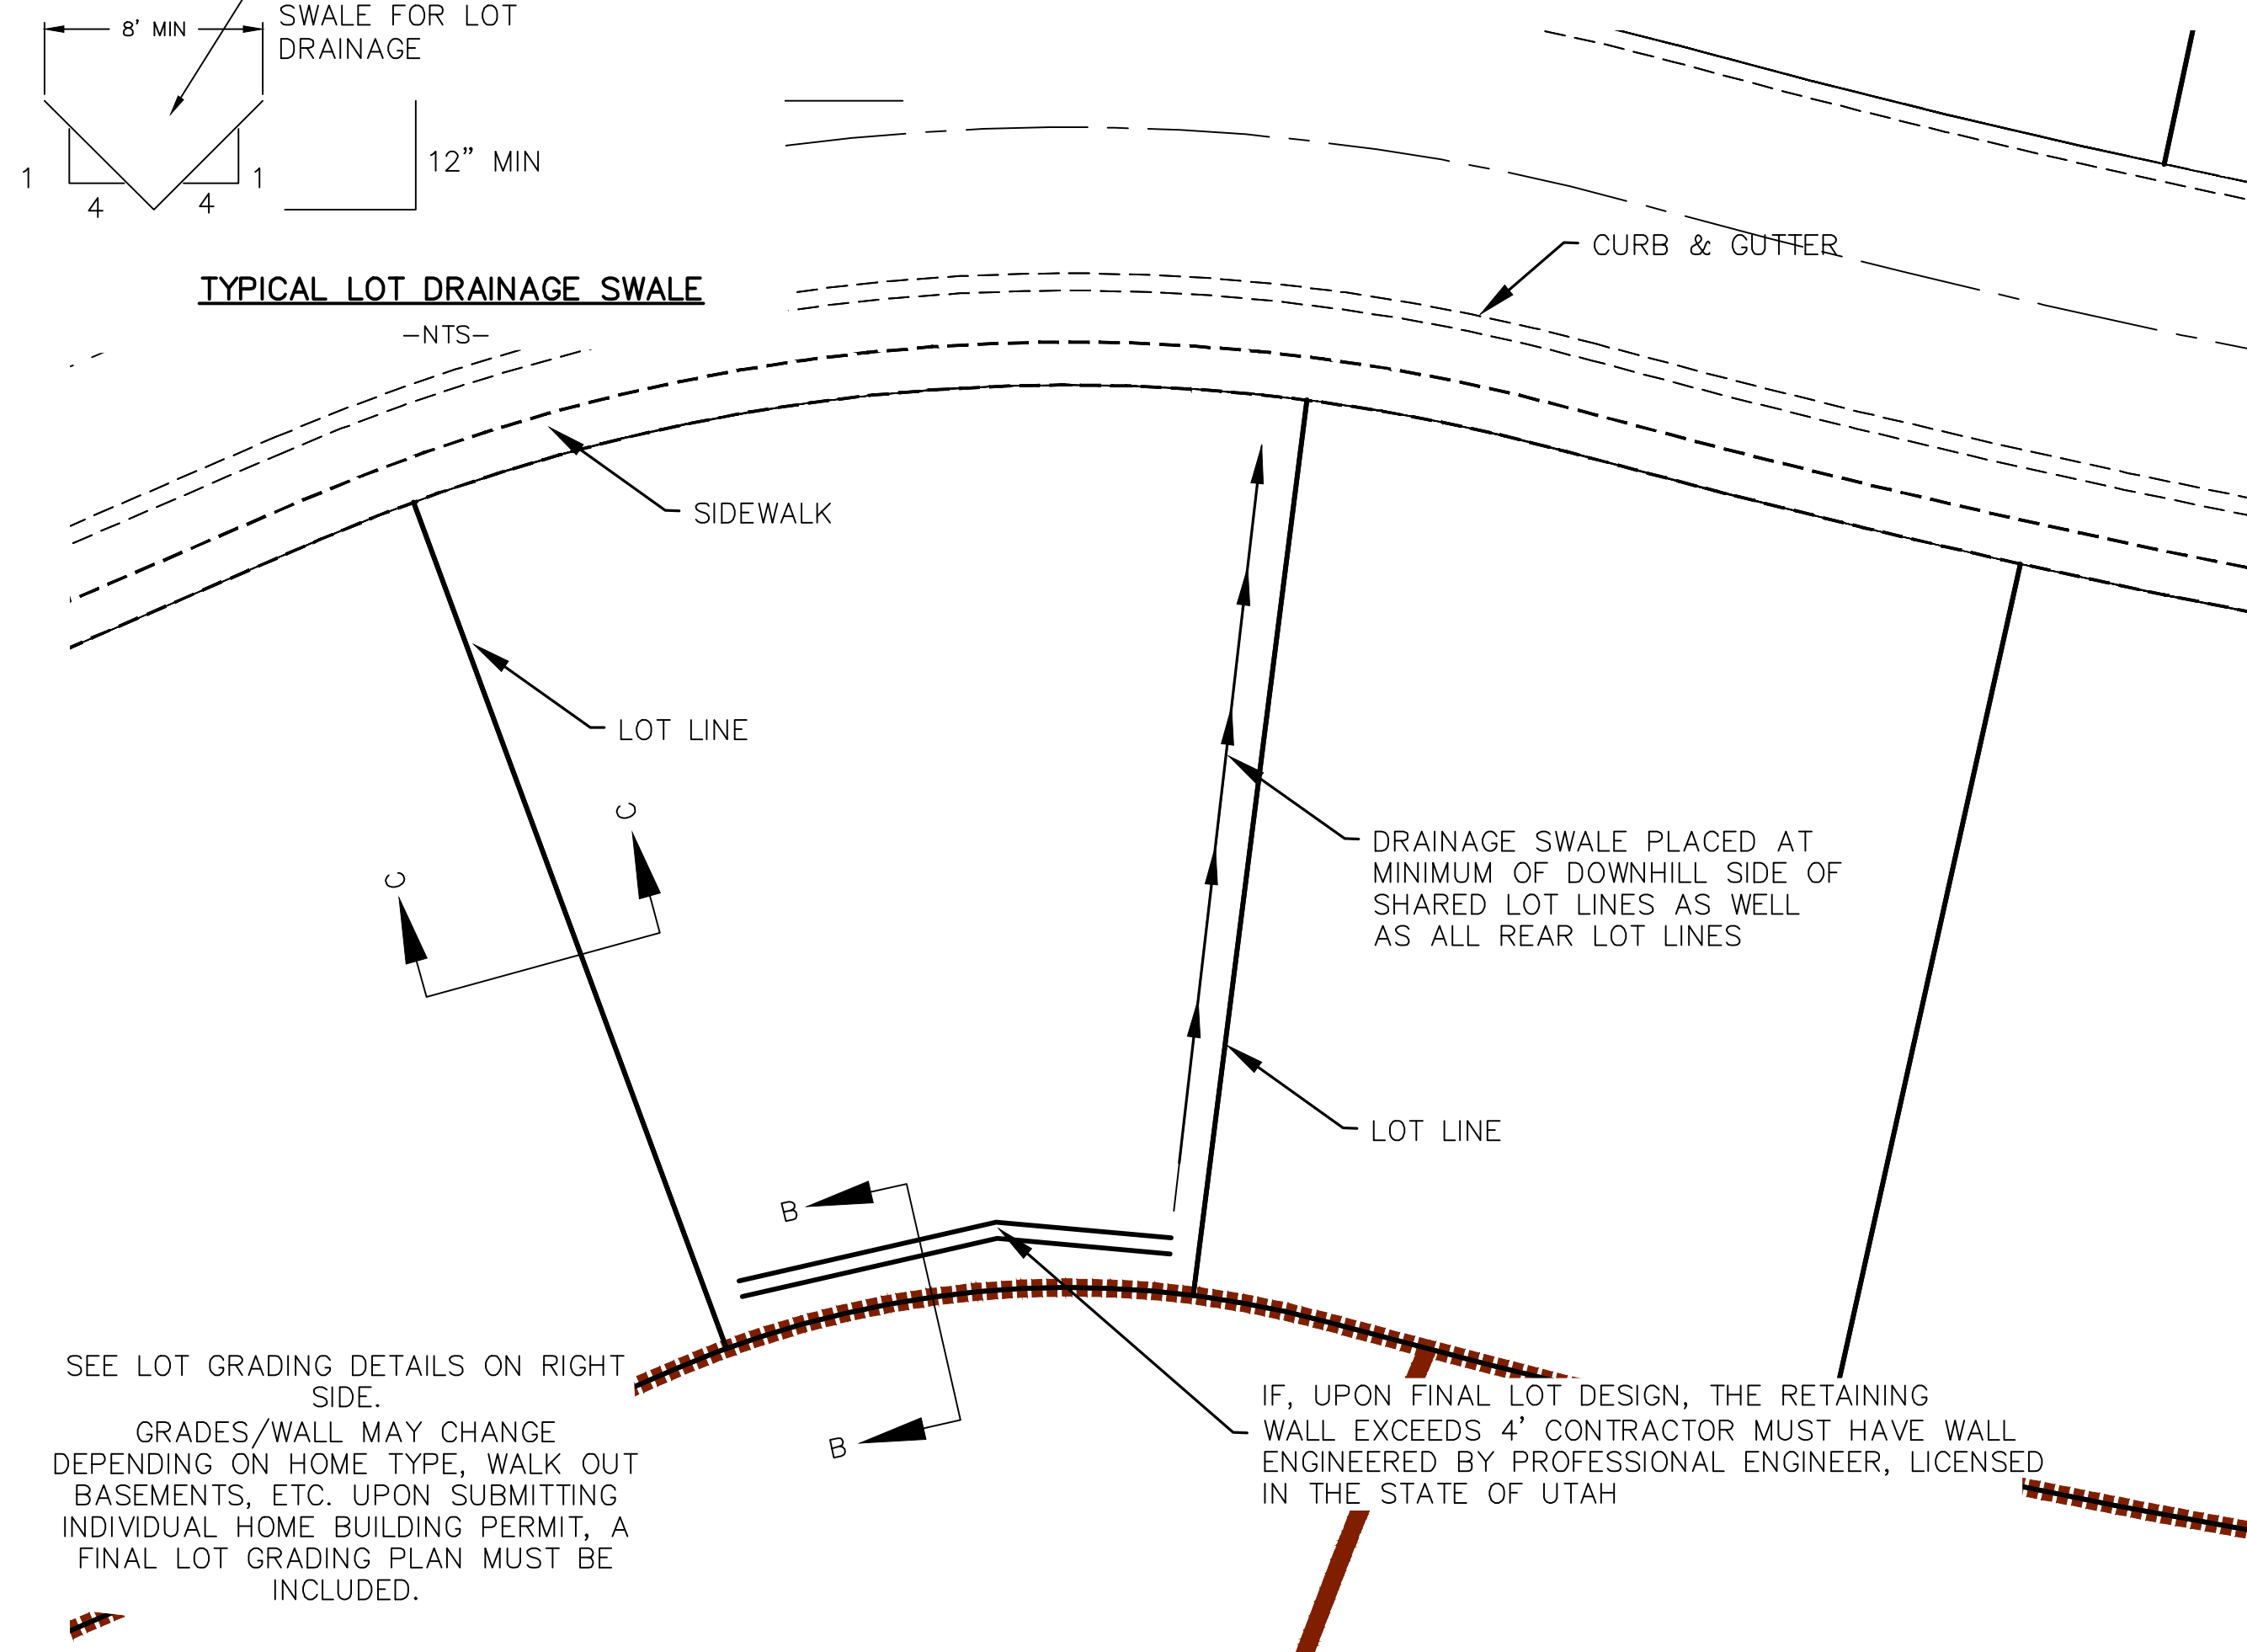 8' MIN
SWALE FOR LOT
DRAINAGE
12" MIN
1
4
4
1
TYPICAL LOT DRAINAGE SWALE
-NTS-
CURB & GUTTER
SIDEWALK
LOT LINE
C
C
DRAINAGE SWALE PLACED AT
MINIMUM OF DOWNHILL SIDE OF
SHARED LOT LINES AS WELL
AS ALL REAR LOT LINES
LOT LINE
B
B
SEE LOT GRADING DETAILS ON RIGHT
SIDE.
GRADES/WALL MAY CHANGE
DEPENDING ON HOME TYPE, WALK OUT
BASEMENTS, ETC. UPON SUBMITTING
INDIVIDUAL HOME BUILDING PERMIT, A
FINAL LOT GRADING PLAN MUST BE
INCLUDED.
IF, UPON FINAL LOT DESIGN, THE RETAINING
WALL EXCEEDS 4' CONTRACTOR MUST HAVE WALL
ENGINEERED BY PROFESSIONAL ENGINEER, LICENSED
IN THE STATE OF UTAH